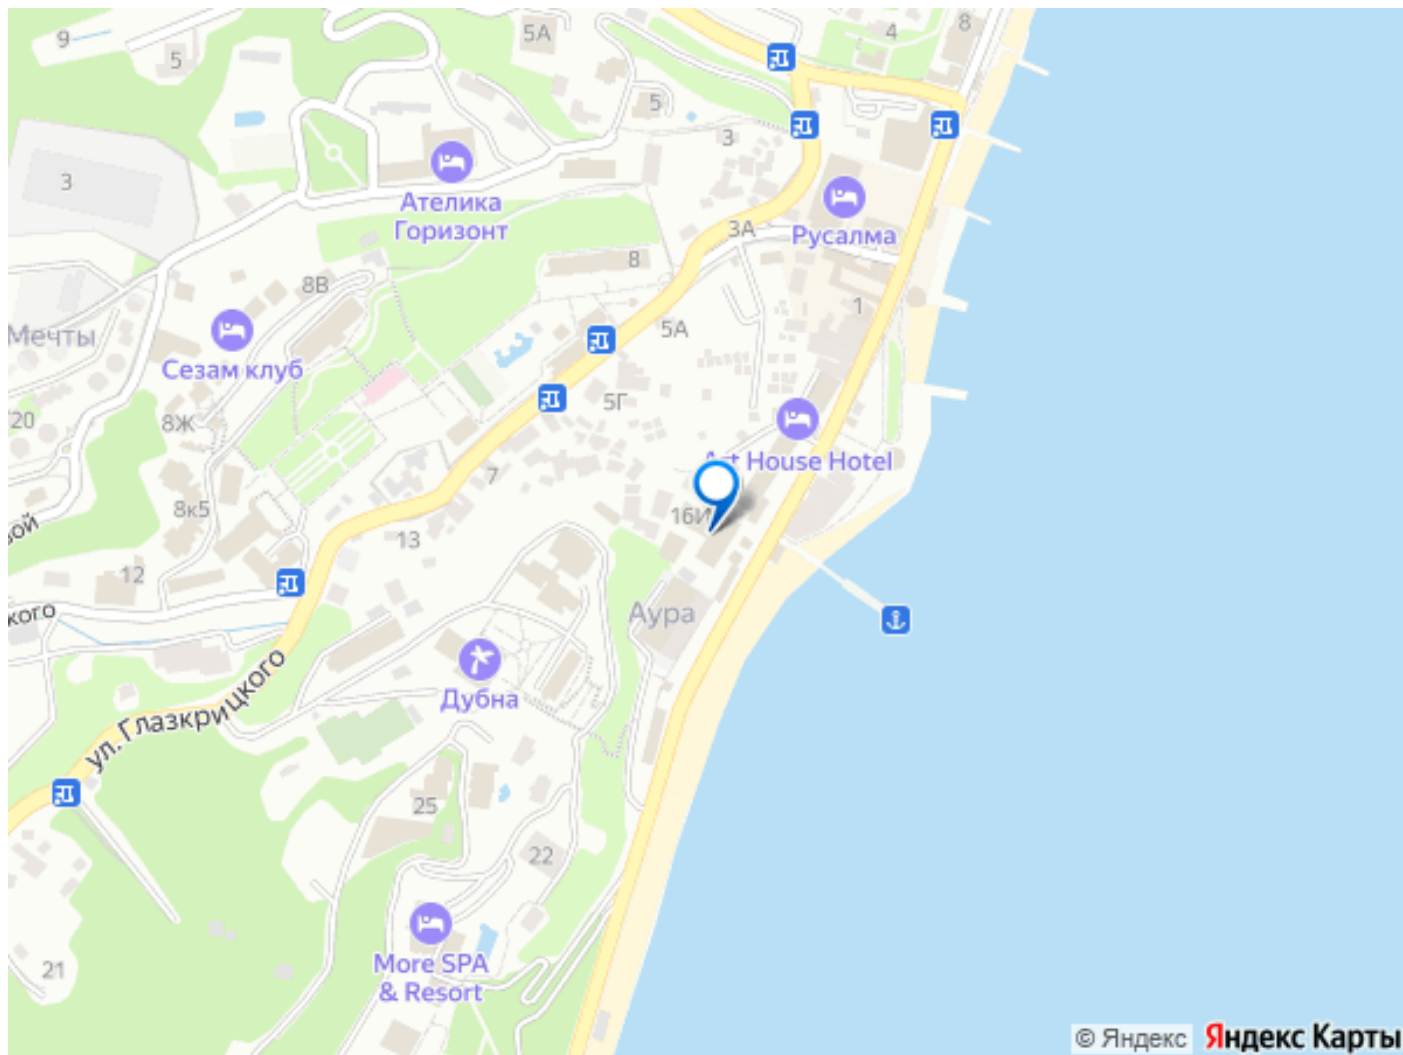 9
5
5А
4
8
5
3
3
Ателика
Горизонт
3А
Русалма
8
8В
1
Мечты
5А
Сезам клуб
5Г
20
8Ж
Art House Hotel
7
8к5
16И
вой
13
12
кого
Аура
ул. Глазкрицкого
Дубна
25
22
More SPA
& Resort
21
© Яндекс Яндекс Карты